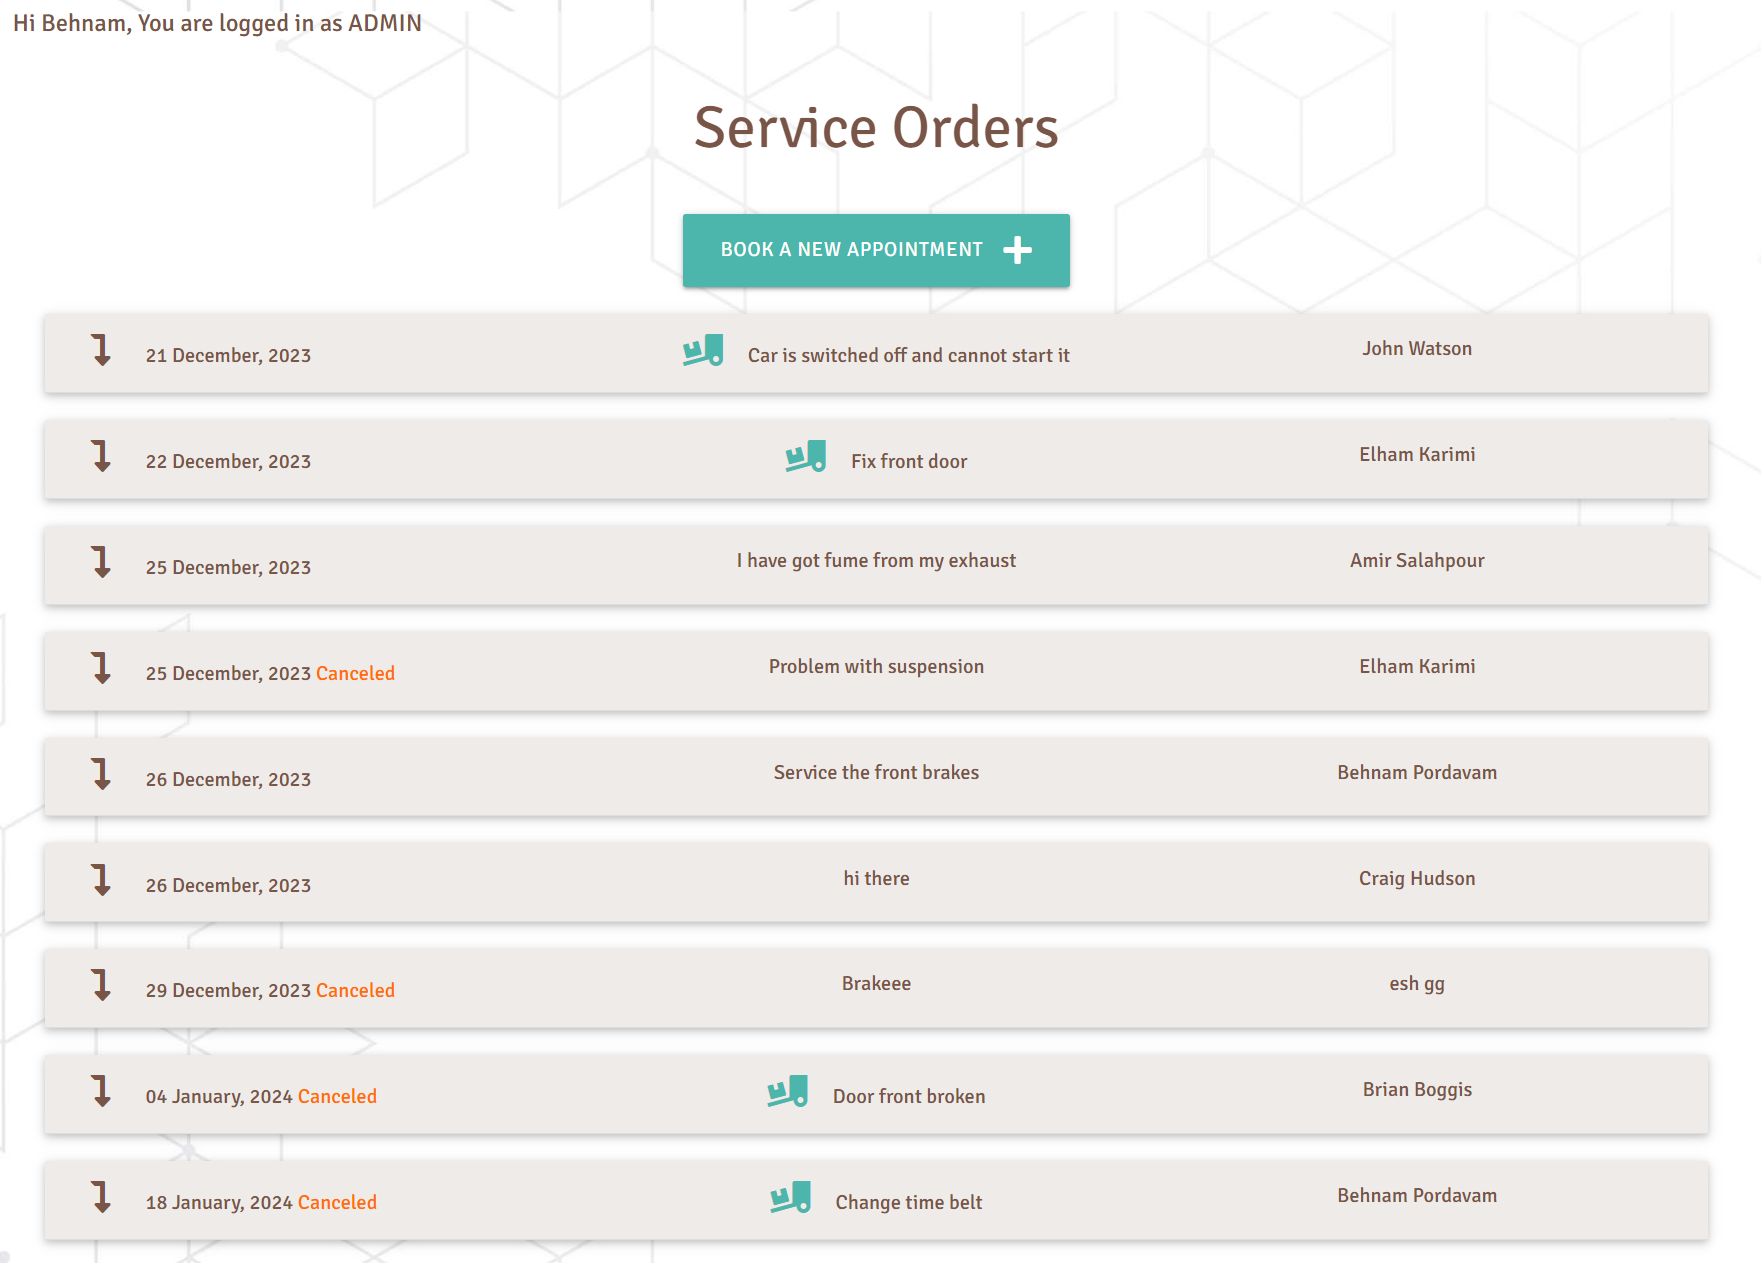 Hi Behnam, You are logged in as ADMIN
Service Orders
BOOK A NEW APPOINTMENT
21 December, 2023 Car is switched off and cannot start it John Watson
22 December, 2023 Fix front door Elham Karimi
25 December, 2023 I have got fume from my exhaust Amir Salahpour
25 December, 2023 Canceled Problem with suspension Elham Karimi
26 December, 2023 Service the front brakes Behnam Pordavam
26 December, 2023 hi there Craig Hudson
29 December, 2023 Canceled Brakeee esh gg
04 January, 2024 Canceled Door front broken Brian Boggis
18 January, 2024 Canceled Change time belt Behnam Pordavam